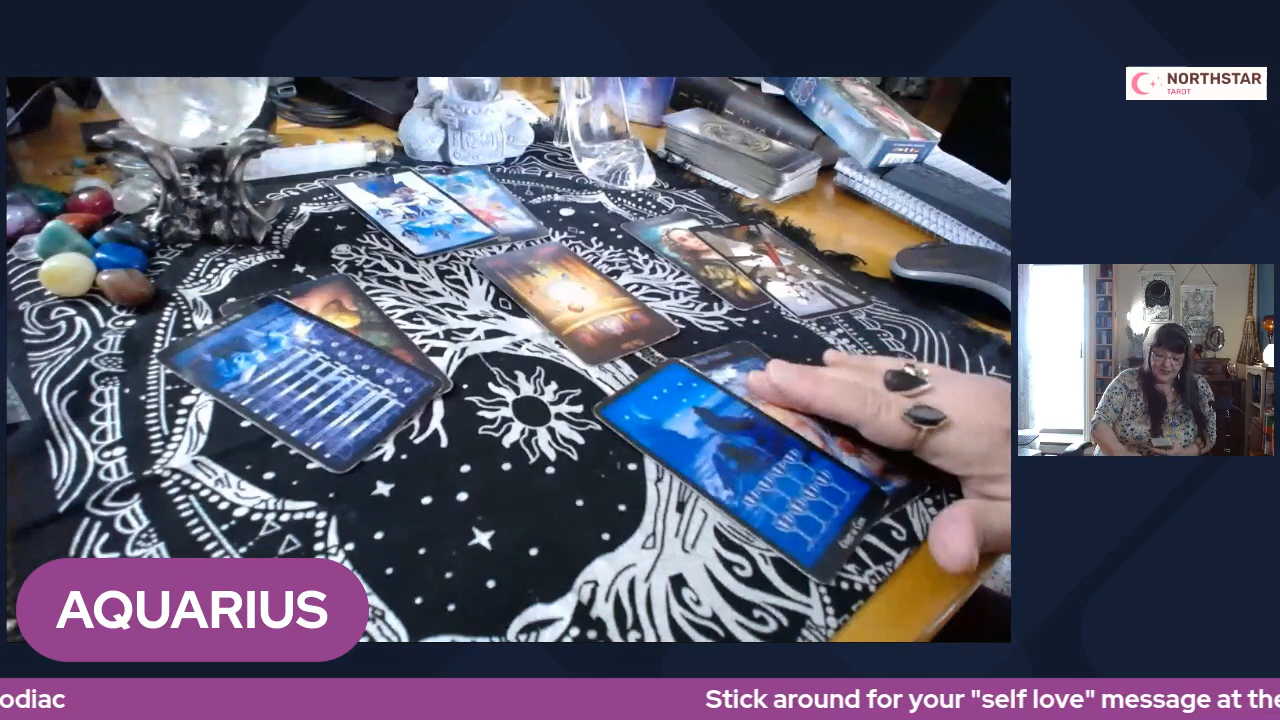 NORTHSTAR
TAROT
AQUARIUS
odiac
Stick around for your "self love" message at the